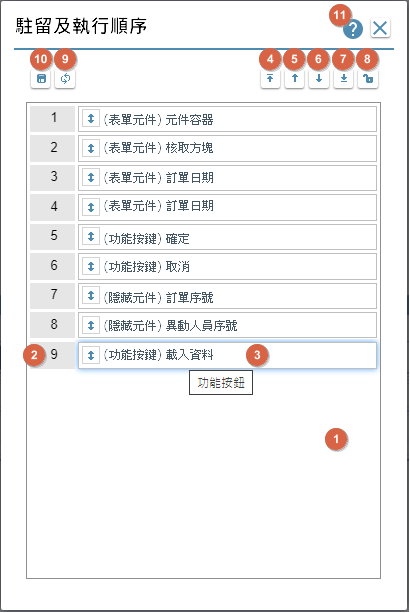 駐留及執行順序
11
?
10 9 4 5 6 7 8
1 (表單元件) 元件容器
2 (表單元件) 核取方塊
3 (表單元件) 訂單日期
4 (表單元件) 訂單日期
5 (功能按鍵) 確定
6 (功能按鍵) 取消
7 (隱藏元件) 訂單序號
8 (隱藏元件) 異動人員序號
2 9 (功能按鍵) 載入資料 3
功能按鈕
1